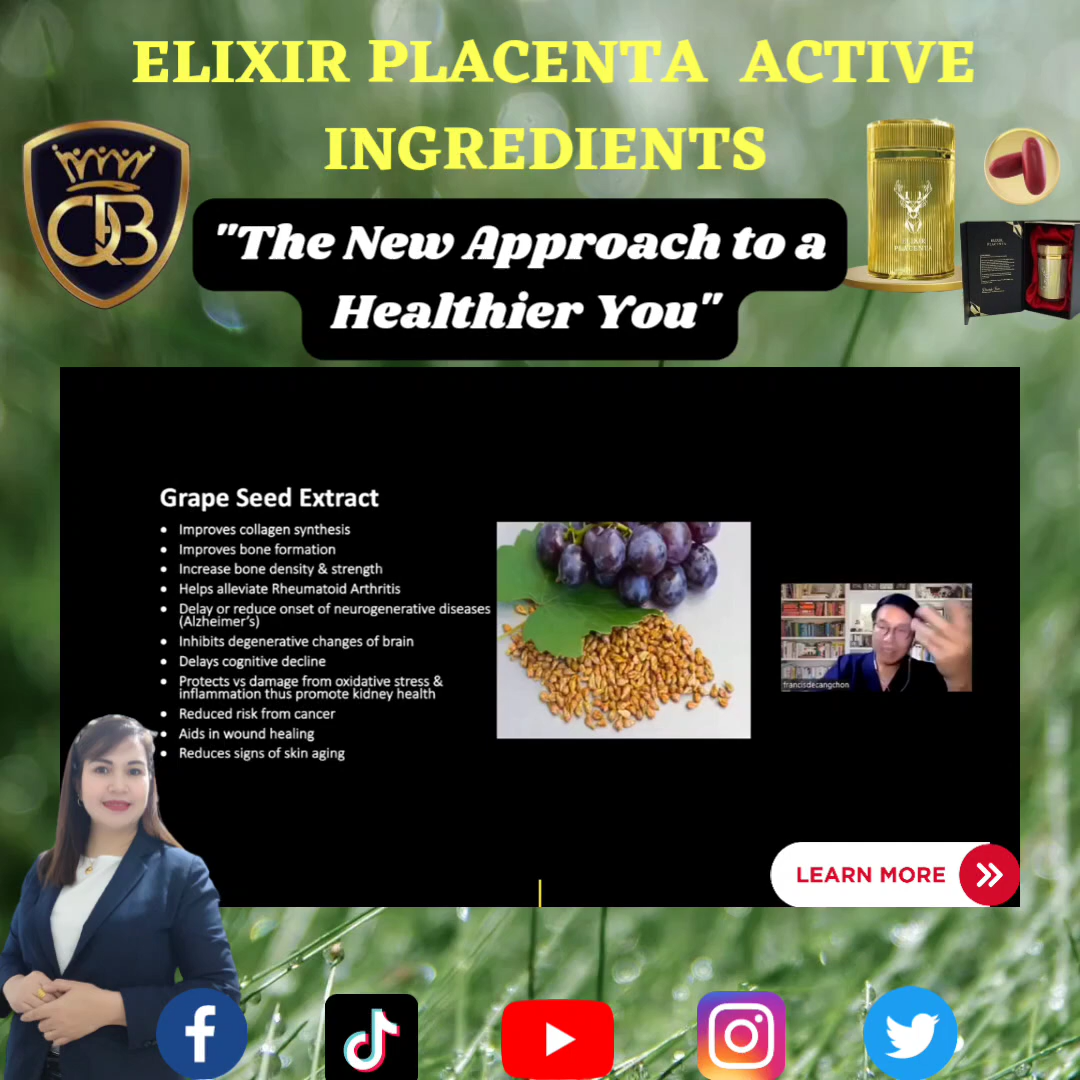 ELIXIR PLACENTA ACTIVE
INGREDIENTS
"The New Approach to a
Healthier You"
ELIXIR
PLACENTA
Grape Seed Extract
• Improves collagen synthesis
• Improves bone formation
• Increase bone density & strength
• Helps alleviate Rheumatoid Arthritis
• Delay or reduce onset of neurogenerative diseases
(Alzheimer's)
• Inhibits degenerative changes of brain
• Delays cognitive decline
• Protects vs damage from oxidative stress &
inflammation thus promote kidney health
• Reduced risk from cancer
• Aids in wound healing
• Reduces signs of skin aging
francisdecangchon
LEARN MORE